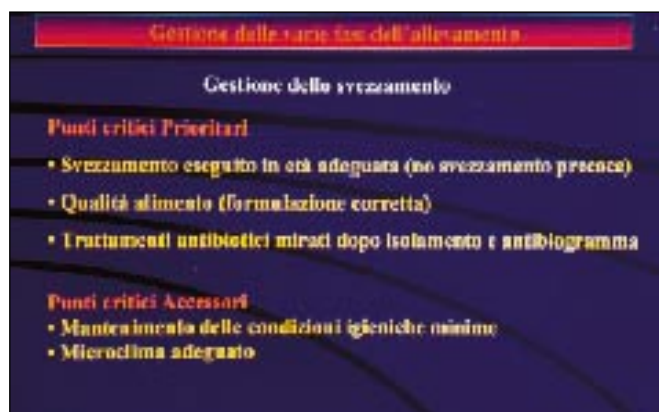 Gestione delle varie fasi dell'allevamento
Gestione dello svezzamento
Punti critici Prioritari
• Svezzamento eseguito in età adeguata (no svezzamento precoce)
• Qualità alimento (formulazione corretta)
• Trattamenti antibiotici mirati dopo isolamento e antibiogramma
Punti critici Accessori
• Mantenimento delle condizioni igieniche minime
• Microclima adeguato